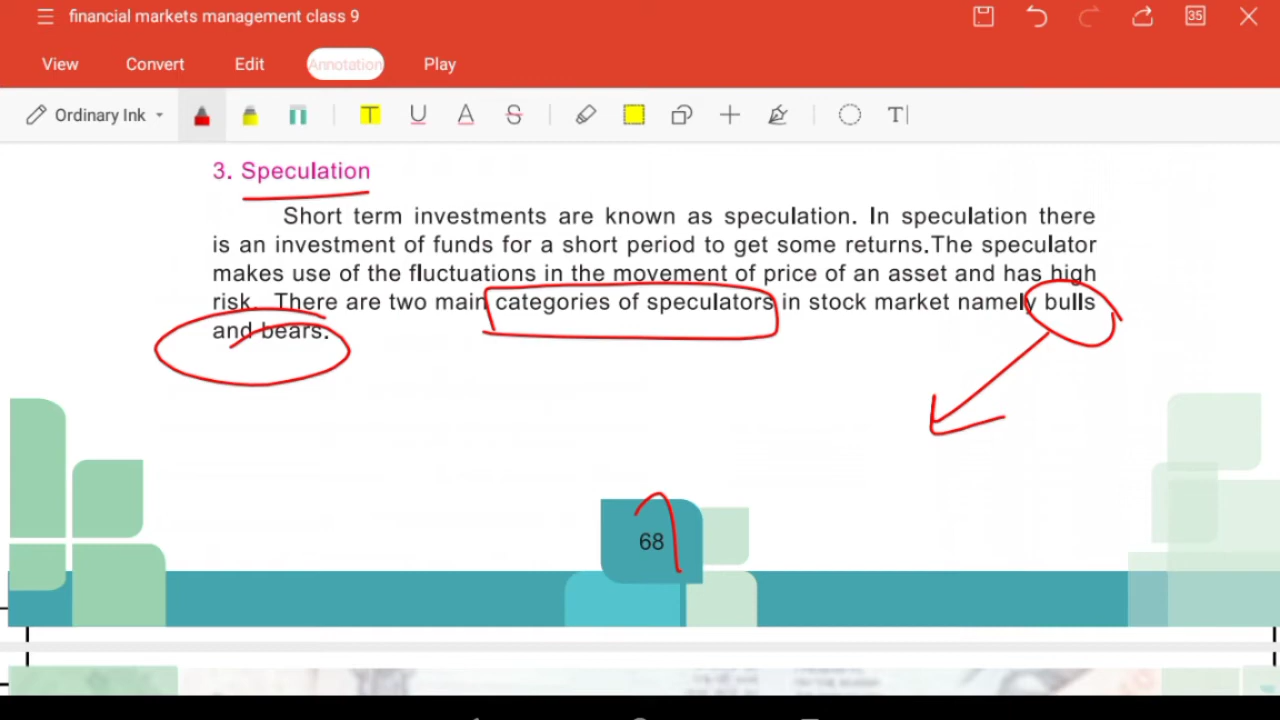 financial markets management class 9
35
View Convert Edit Annotation Play
Ordinary Ink
3. Speculation
Short term investments are known as speculation. In speculation there
is an investment of funds for a short period to get some returns.The speculator
makes use of the fluctuations in the movement of price of an asset and has high
risk. There are two main categories of speculators in stock market namely bulls
and bears.
68